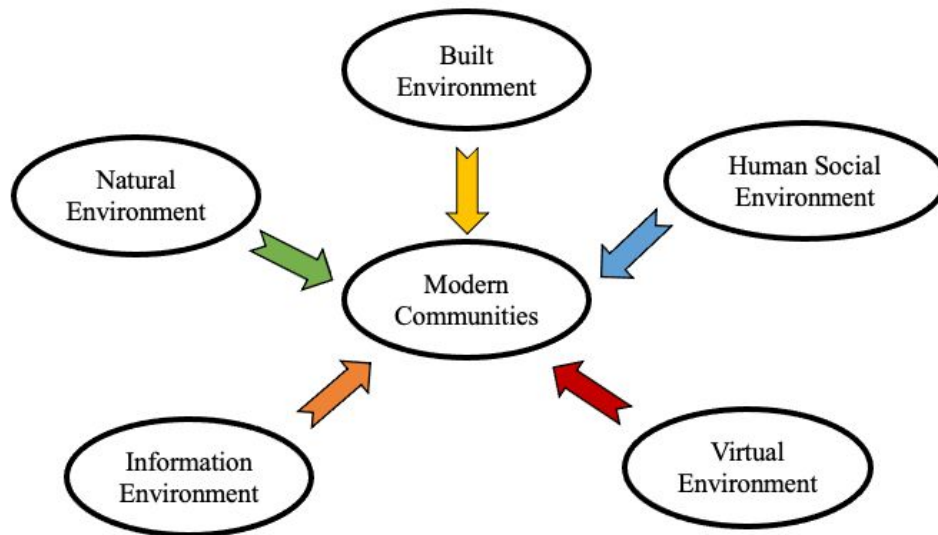 Built
Environment
Natural
Environment
Human Social
Environment
Modern
Communities
Information
Environment
Virtual
Environment